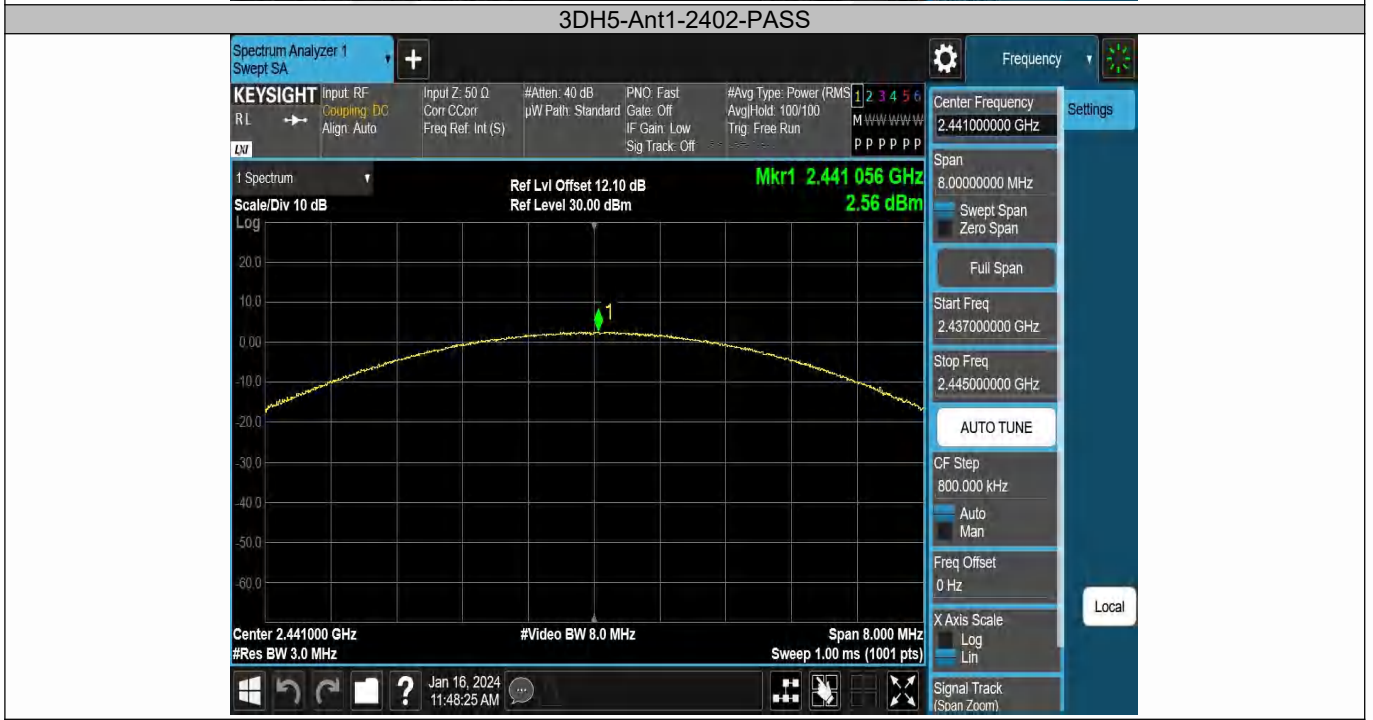 3DH5-Ant1-2402-PASS
Spectrum Analyzer 1
Swept SA
+
Frequency
KEYSIGHT
R L
LXI
Input: RF
Coupling: DC
Align: Auto
Input Z: 50 Ω
Corr CCorr
Freq Ref: Int (S)
#Atten: 40 dB
µW Path: Standard
PNO: Fast
Gate: Off
IF Gain: Low
Sig Track: Off
#Avg Type: Power (RMS
Avg|Hold: 100/100
Trig: Free Run
1 2 3 4 5 6
M W W W W W
P P P P P P
1 Spectrum
Scale/Div 10 dB
Ref Lvl Offset 12.10 dB
Ref Level 30.00 dBm
Mkr1 2.441 056 GHz
2.56 dBm
Log
20.0
10.0
0.00
-10.0
-20.0
-30.0
-40.0
-50.0
-60.0
1
Center 2.441000 GHz
#Res BW 3.0 MHz
#Video BW 8.0 MHz
Span 8.000 MHz
Sweep 1.00 ms (1001 pts)
Center Frequency
2.441000000 GHz
Settings
Span
8.00000000 MHz
Swept Span
Zero Span
Full Span
Start Freq
2.437000000 GHz
Stop Freq
2.445000000 GHz
AUTO TUNE
CF Step
800.000 kHz
Auto
Man
Freq Offset
0 Hz
Local
X Axis Scale
Log
Lin
Signal Track
(Span Zoom)
?
Jan 16, 2024
11:48:25 AM